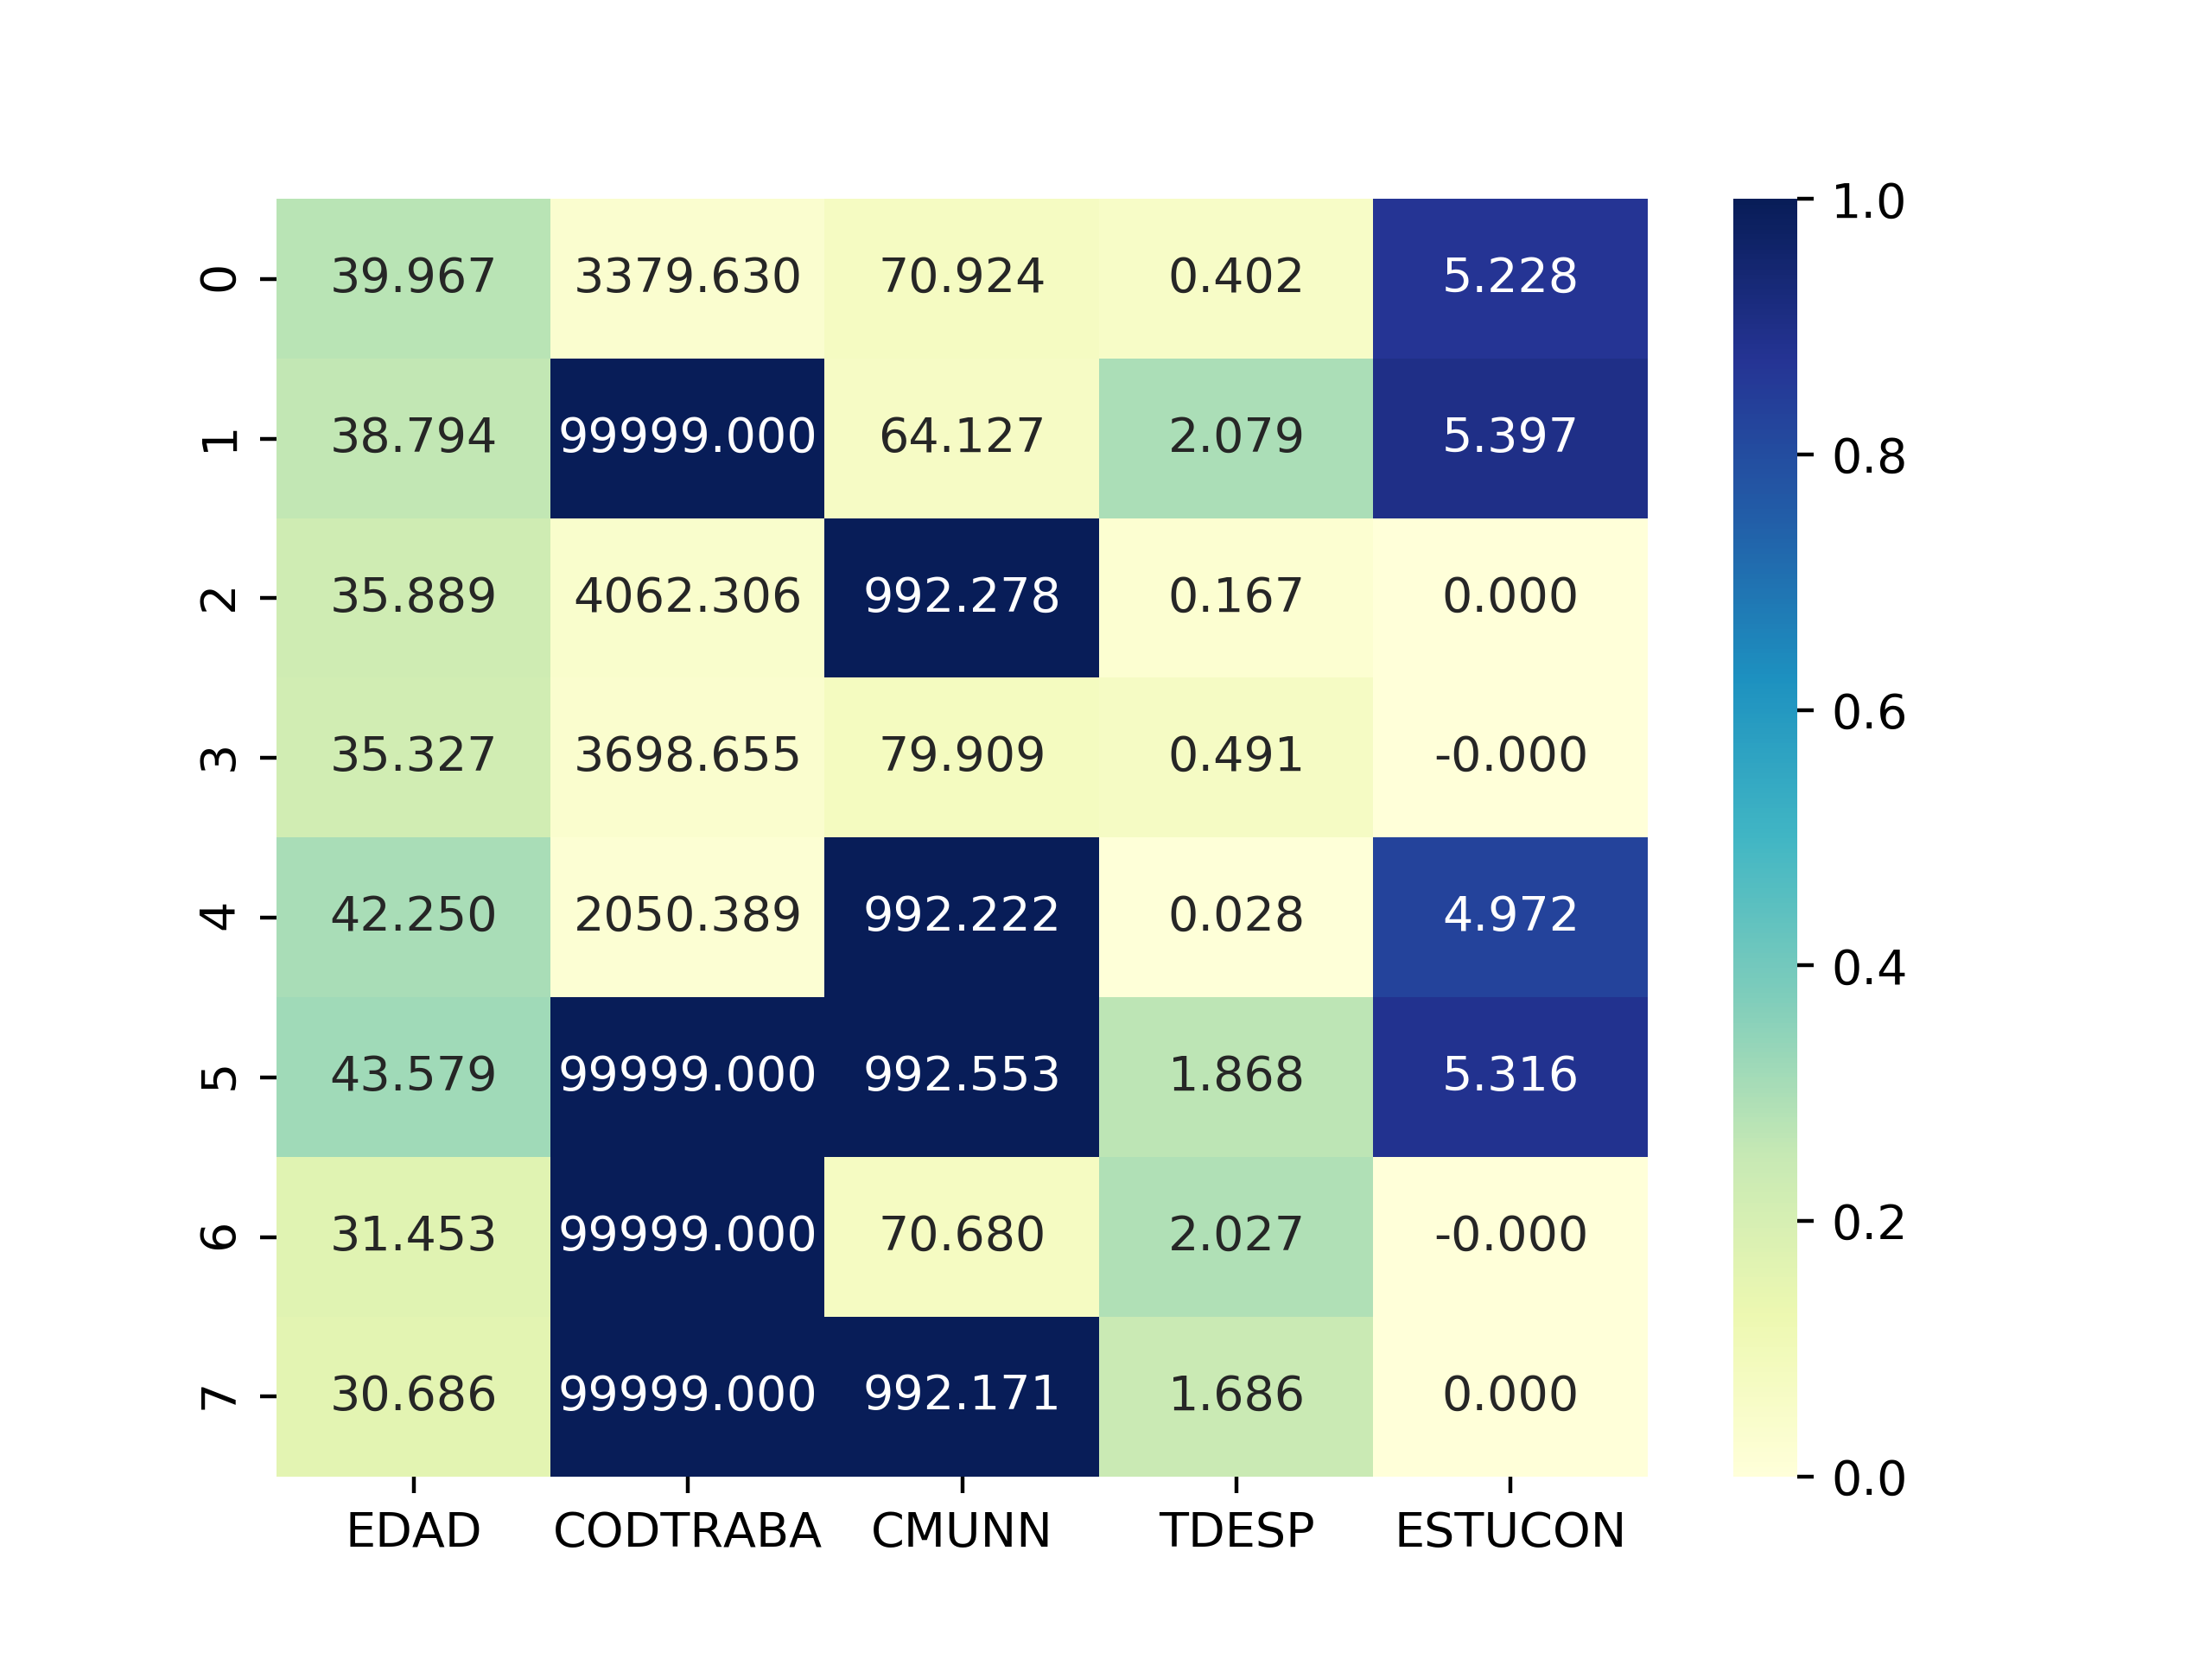 0 39.967 3379.630 70.924 0.402 5.228 1.0
1 38.794 99999.000 64.127 2.079 5.397 0.8
2 35.889 4062.306 992.278 0.167 0.000
3 35.327 3698.655 79.909 0.491 -0.000 0.6
4 42.250 2050.389 992.222 0.028 4.972 0.4
5 43.579 99999.000 992.553 1.868 5.316
6 31.453 99999.000 70.680 2.027 -0.000 0.2
7 30.686 99999.000 992.171 1.686 0.000 0.0
EDAD CODTRABA CMUNN TDESP ESTUCON